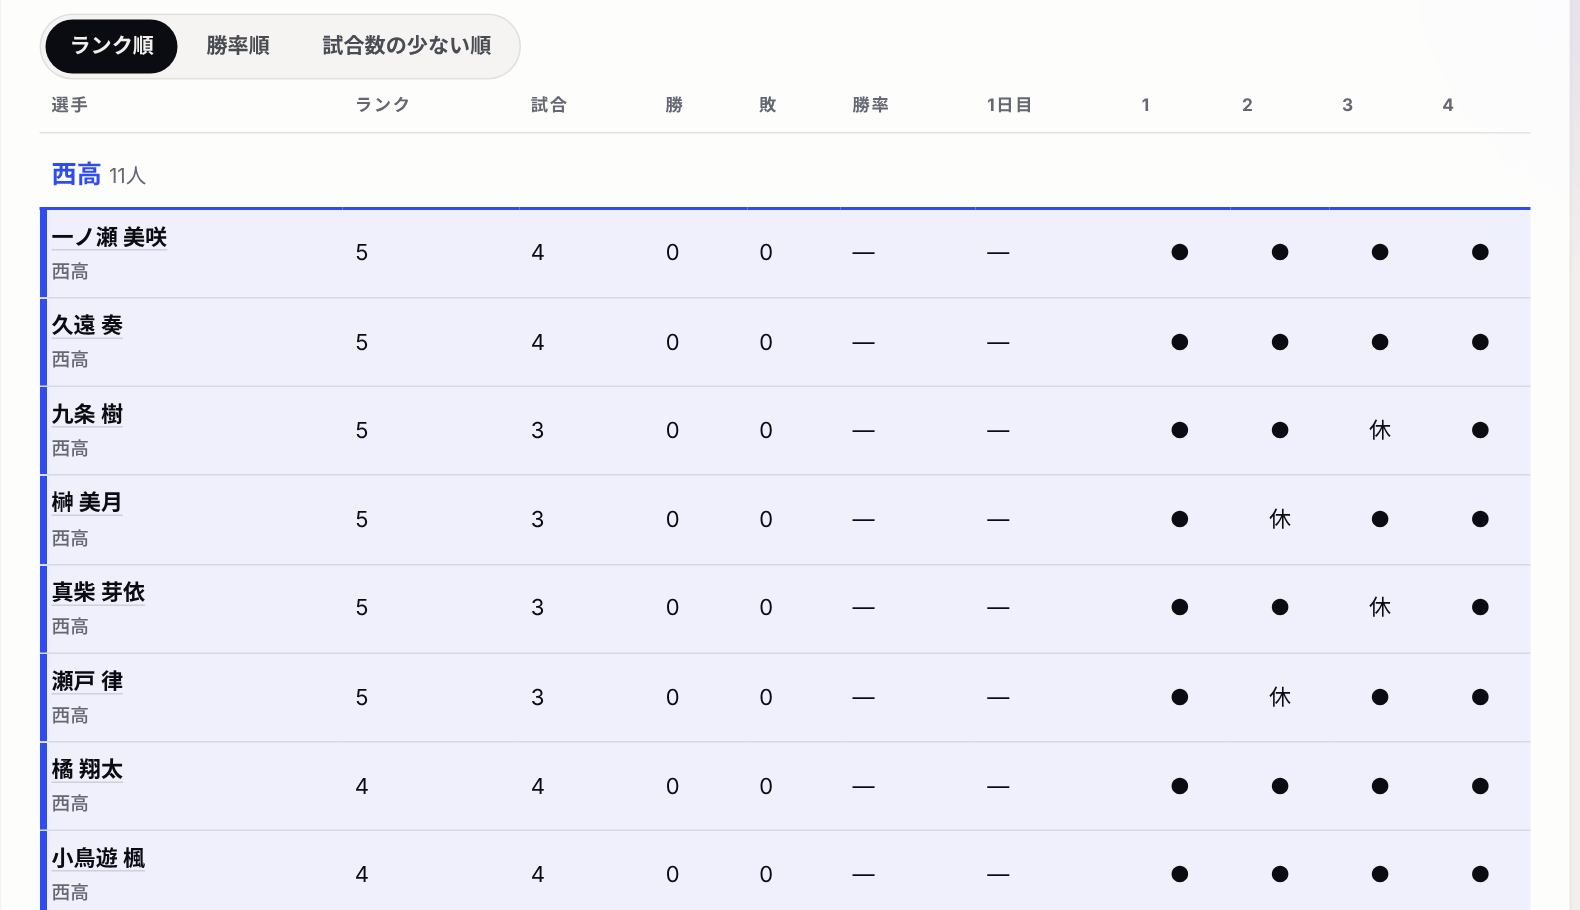 ランク順 勝率順 試合数の少ない順
選手 ランク 試合 勝 敗 勝率 1日目 1 2 3 4
西高 11人
一ノ瀬 美咲
西高
5 4 0 0 — — ● ● ● ●
久遠 奏
西高
5 4 0 0 — — ● ● ● ●
九条 樹
西高
5 3 0 0 — — ● ● 休 ●
榊 美月
西高
5 3 0 0 — — ● 休 ● ●
真柴 芽依
西高
5 3 0 0 — — ● ● 休 ●
瀬戸 律
西高
5 3 0 0 — — ● 休 ● ●
橘 翔太
西高
4 4 0 0 — — ● ● ● ●
小鳥遊 楓
西高
4 4 0 0 — — ● ● ● ●